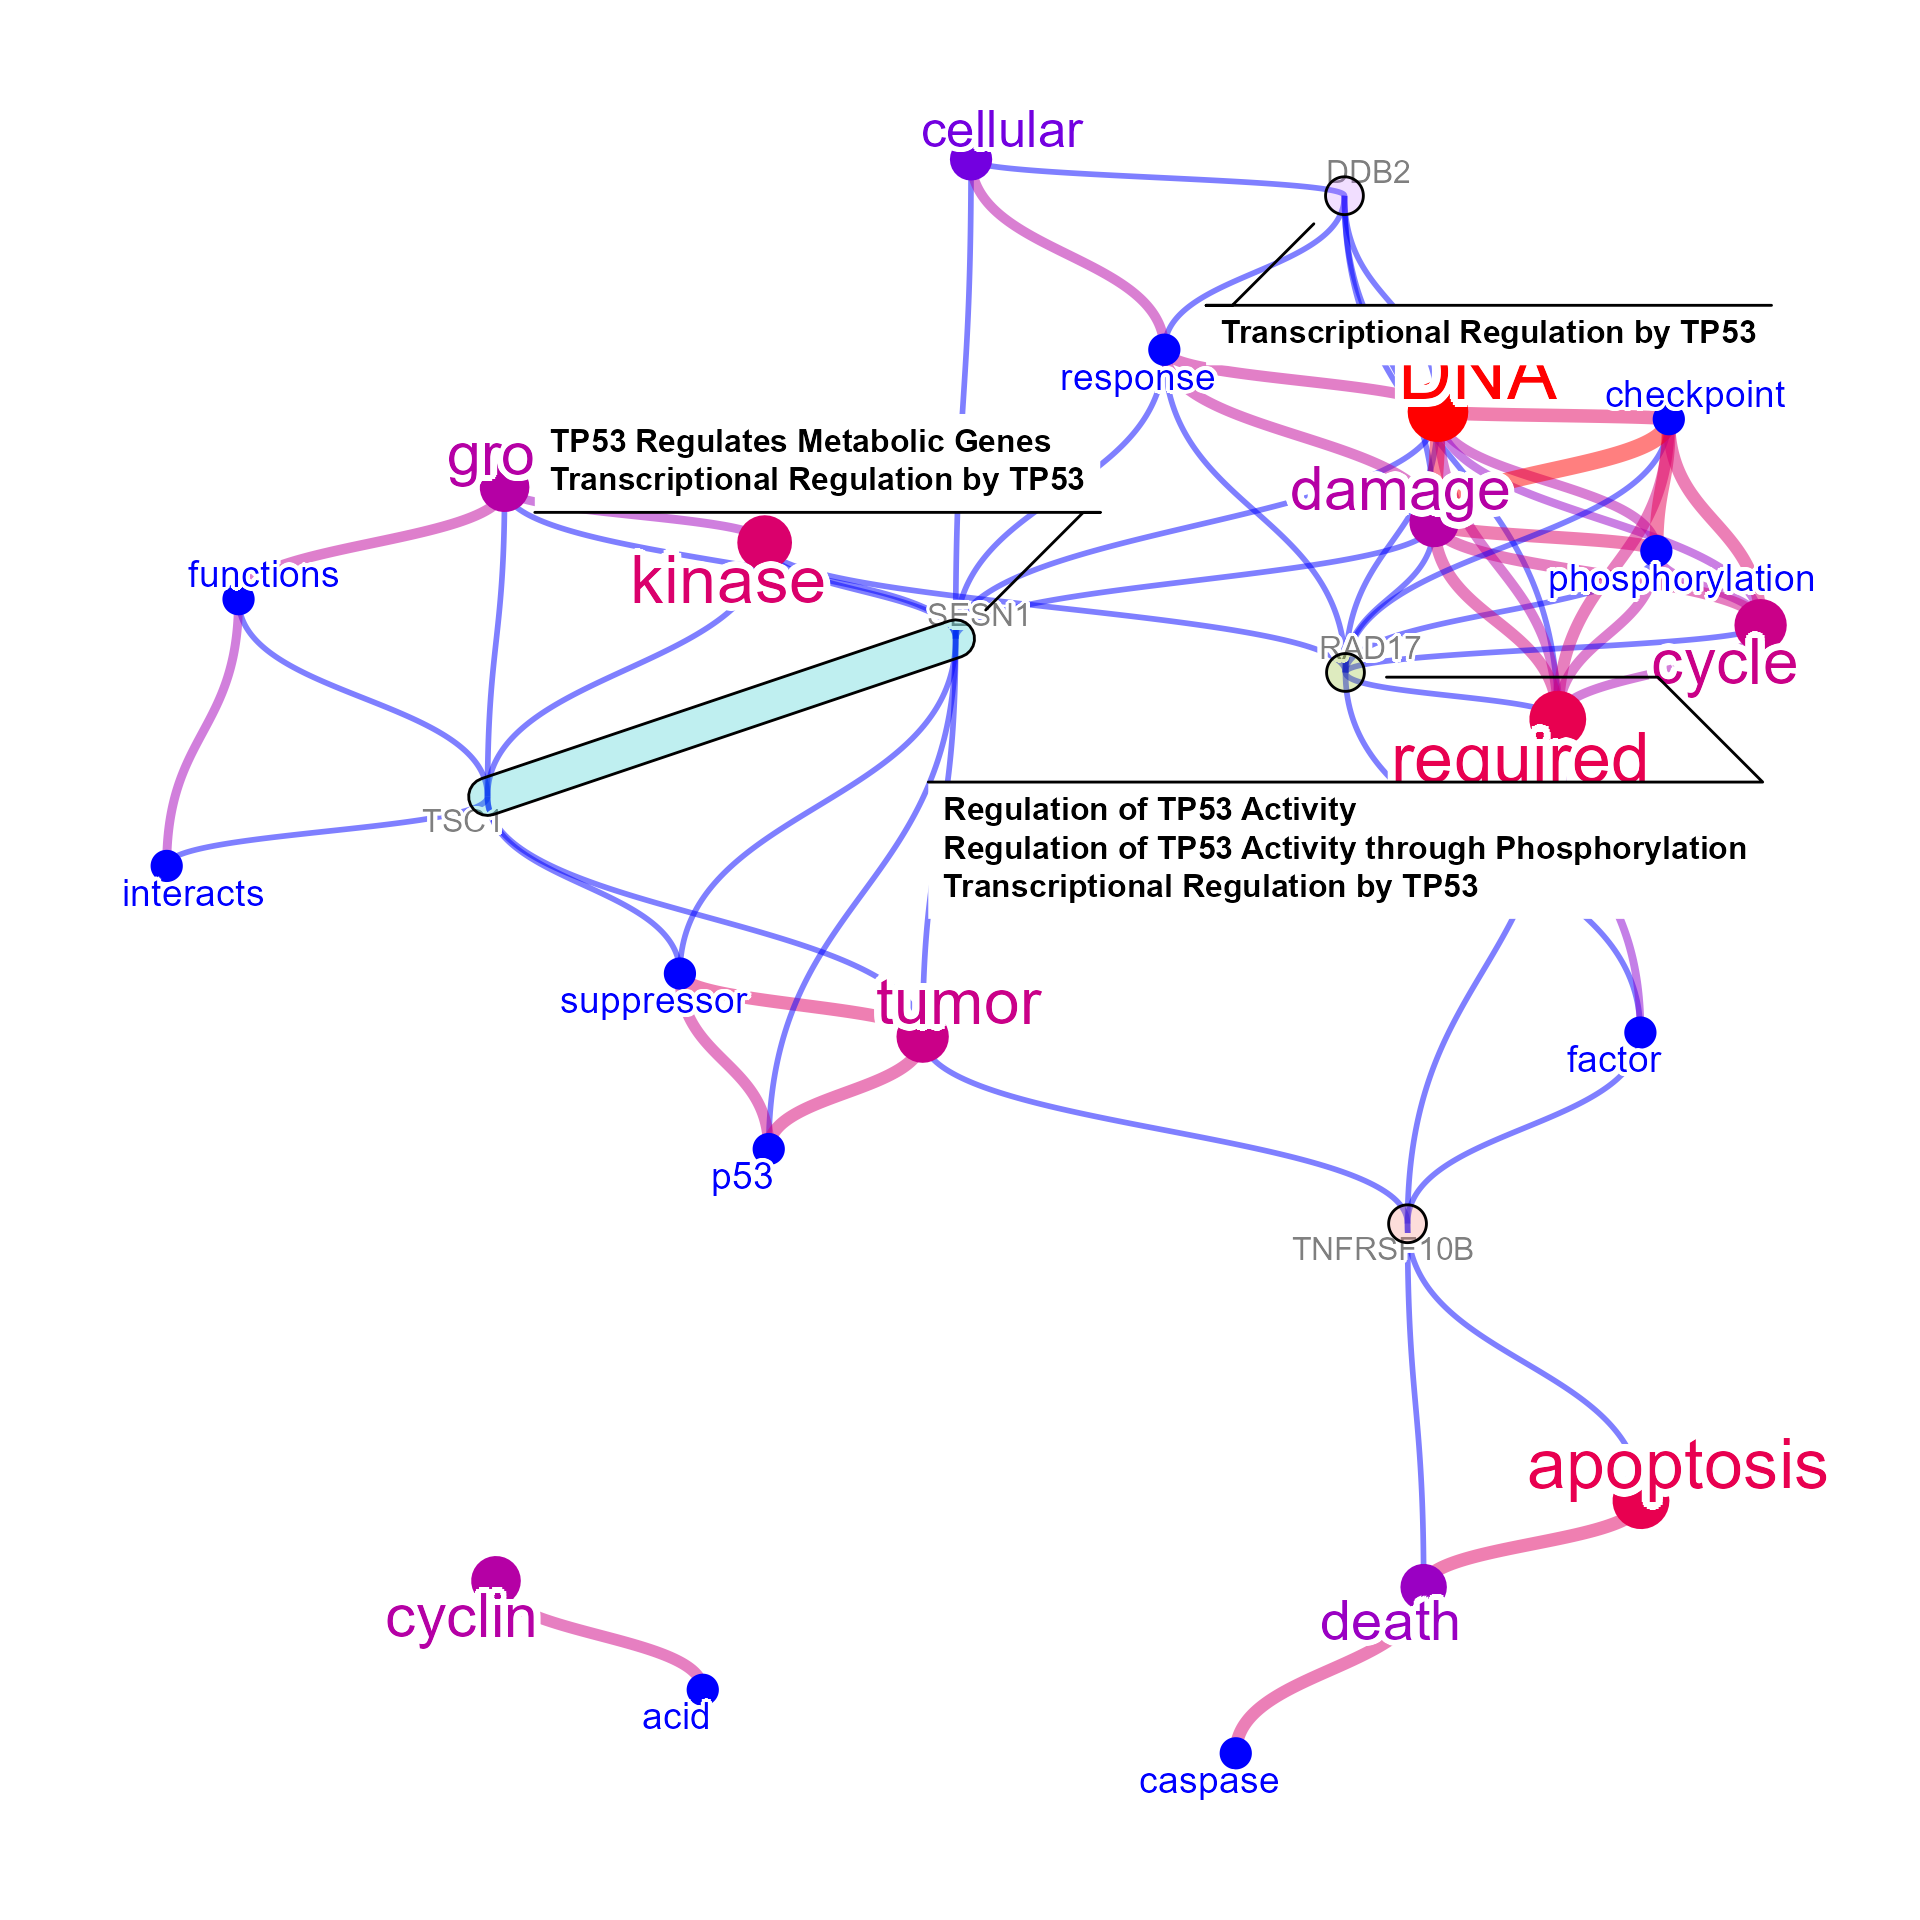 cellular
DDB2
Transcriptional Regulation by TP53
response
DNA
checkpoint
TP53 Regulates Metabolic Genes
Transcriptional Regulation by TP53
gro
damage
functions
kinase
phosphorylation
SESN1
RAD17
cycle
required
TSC1
Regulation of TP53 Activity
Regulation of TP53 Activity through Phosphorylation
Transcriptional Regulation by TP53
interacts
suppressor
tumor
factor
p53
TNFRSF10B
apoptosis
cyclin
death
acid
caspase